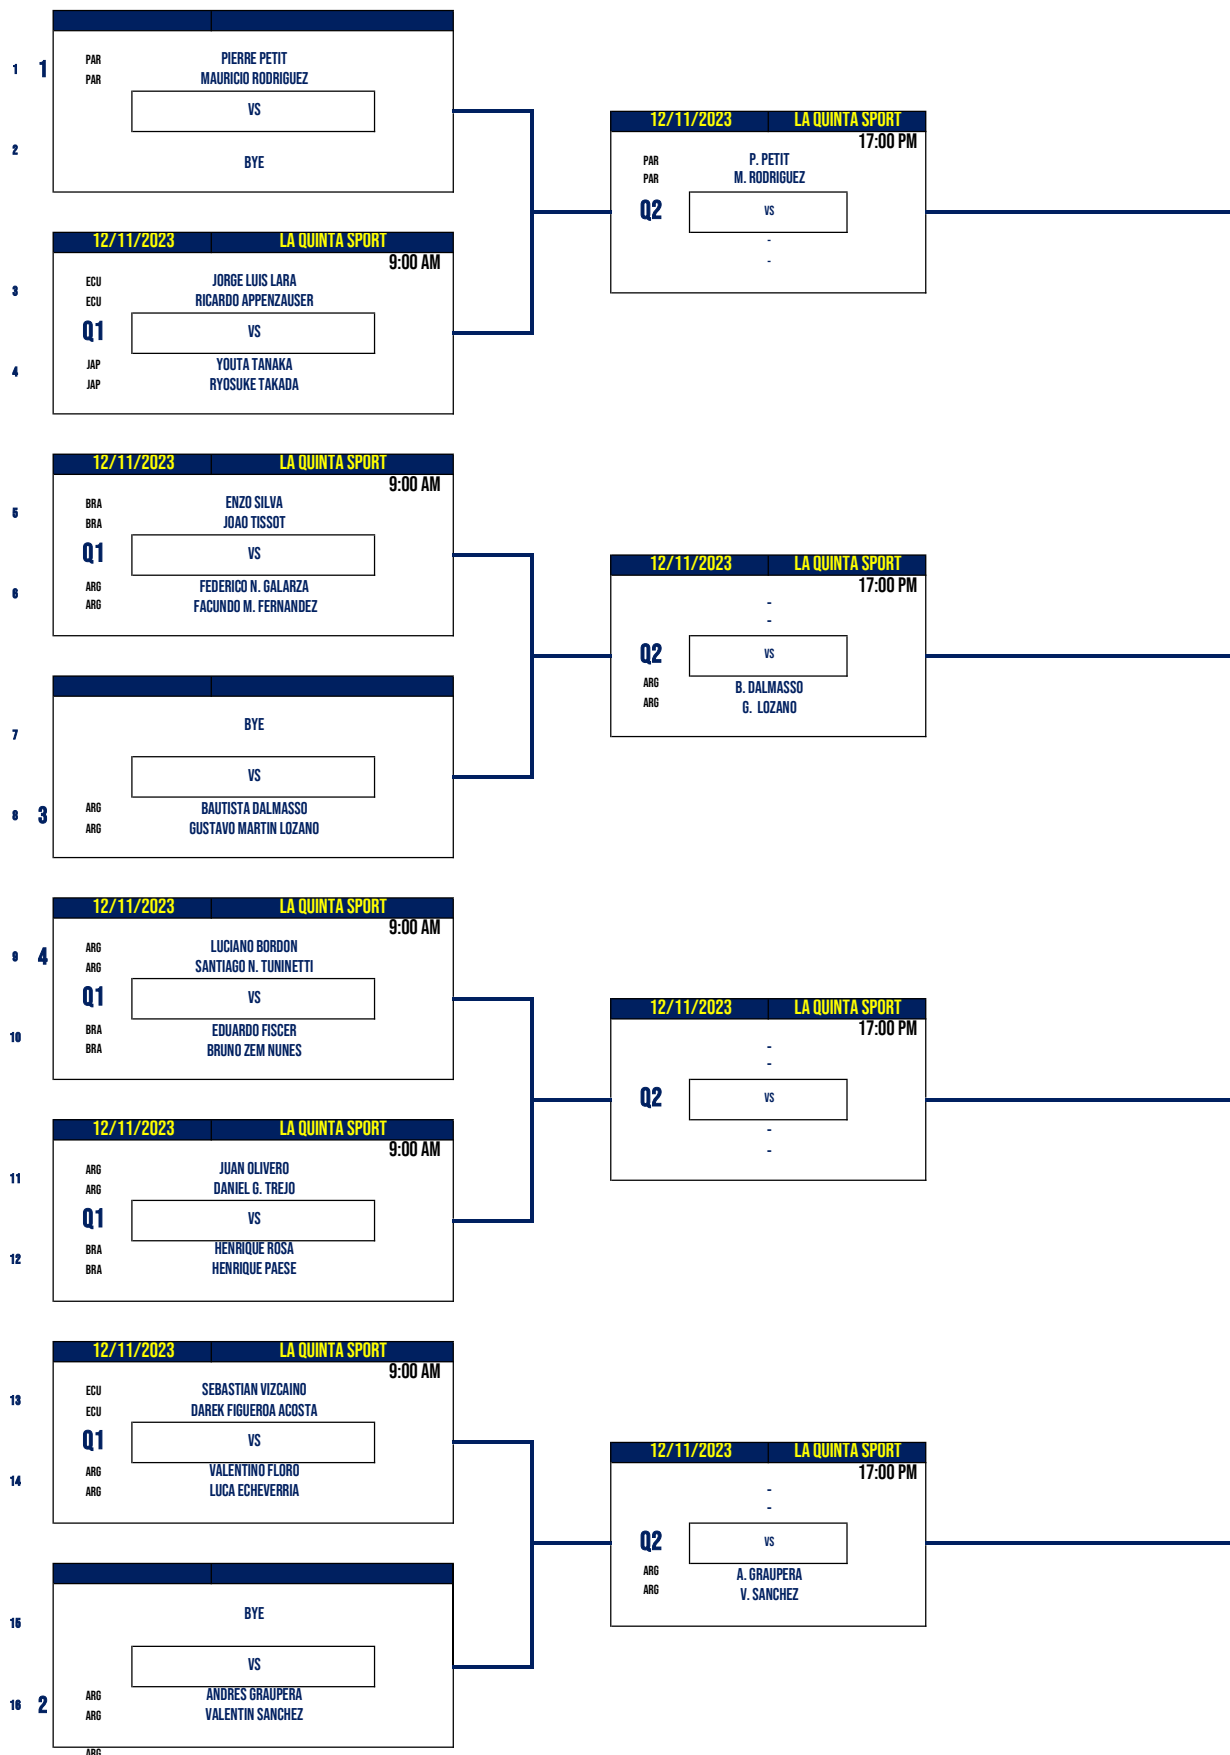 1 1 PAR PIERRE PETIT
PAR MAURICIO RODRIGUEZ
VS
2 BYE
12/11/2023 LA QUINTA SPORT
9:00 AM
3 ECU JORGE LUIS LARA
ECU RICARDO APPENZAUSER
Q1 VS
4 JAP YOUTA TANAKA
JAP RYOSUKE TAKADA
12/11/2023 LA QUINTA SPORT
17:00 PM
PAR P. PETIT
PAR M. RODRIGUEZ
Q2 VS
-
-
12/11/2023 LA QUINTA SPORT
9:00 AM
5 BRA ENZO SILVA
BRA JOAO TISSOT
Q1 VS
6 ARG FEDERICO N. GALARZA
ARG FACUNDO M. FERNANDEZ
7 BYE
VS
8 3 ARG BAUTISTA DALMASSO
ARG GUSTAVO MARTIN LOZANO
12/11/2023 LA QUINTA SPORT
17:00 PM
-
-
Q2 VS
ARG B. DALMASSO
ARG G. LOZANO
12/11/2023 LA QUINTA SPORT
9:00 AM
9 4 ARG LUCIANO BORDON
ARG SANTIAGO N. TUNINETTI
Q1 VS
10 BRA EDUARDO FISCER
BRA BRUNO ZEM NUNES
12/11/2023 LA QUINTA SPORT
9:00 AM
11 ARG JUAN OLIVERO
ARG DANIEL G. TREJO
Q1 VS
12 BRA HENRIQUE ROSA
BRA HENRIQUE PAESE
12/11/2023 LA QUINTA SPORT
17:00 PM
-
-
Q2 VS
-
-
12/11/2023 LA QUINTA SPORT
9:00 AM
13 ECU SEBASTIAN VIZCAINO
ECU DAREK FIGUEROA ACOSTA
Q1 VS
14 ARG VALENTINO FLORO
ARG LUCA ECHEVERRIA
15 BYE
VS
16 2 ARG ANDRES GRAUPERA
ARG VALENTIN SANCHEZ
ARG
12/11/2023 LA QUINTA SPORT
17:00 PM
-
-
Q2 VS
ARG A. GRAUPERA
ARG V. SANCHEZ